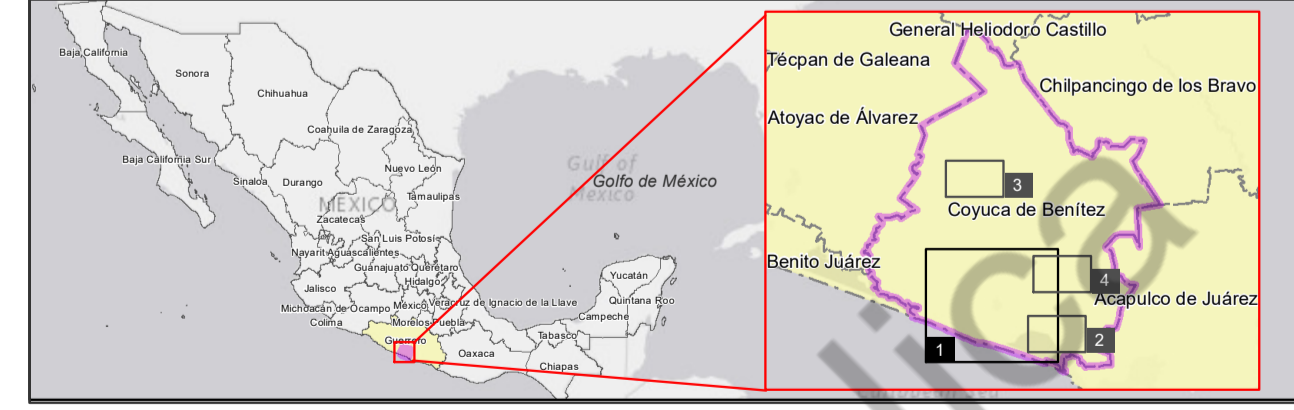 Baja California
Sonora
Chihuahua
Coahuila de Zaragoza
Baja California Sur
Nuevo León
Sinaloa
Durango
Gulf of
Mexico
Golfo de México
MÉXICO
Tamaulipas
Zacatecas
San Luis Potosí
Nayarit
Aguascalientes
Guanajuato
Querétaro
Hidalgo
Jalisco
Yucatán
Michoacán de Ocampo
México
Veracruz de Ignacio de la Llave
Quintana Roo
Campeche
Colima
Morelos
Puebla
Guerrero
Tabasco
Oaxaca
Chiapas
Caribbean Sea
General Heliodoro Castillo
Técpan de Galeana
Chilpancingo de los Bravo
Atoyac de Álvarez
3
Coyuca de Benítez
Benito Juárez
4
Acapulco de Juárez
2
1